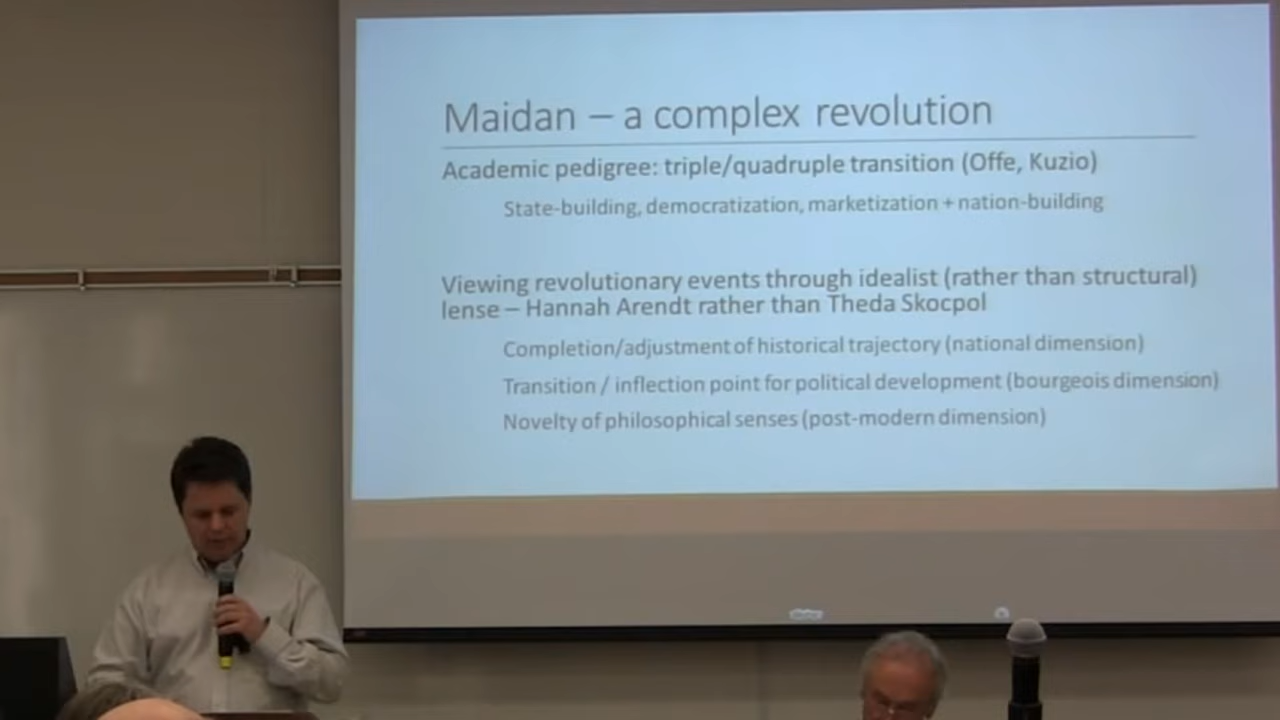 Maidan – a complex revolution
Academic pedigree: triple/quadruple transition (Offe, Kuzio)
State-building, democratization, marketization + nation-building
Viewing revolutionary events through idealist (rather than structural)
lense – Hannah Arendt rather than Theda Skocpol
Completion/adjustment of historical trajectory (national dimension)
Transition / inflection point for political development (bourgeois dimension)
Novelty of philosophical senses (post-modern dimension)